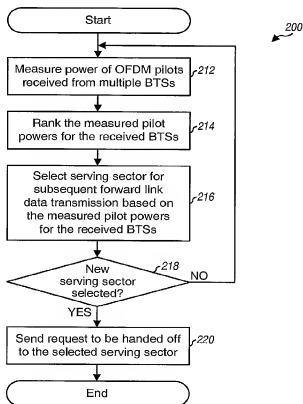 Start
200
Measure power of OFDM pilots
received from multiple BTSs
212
Rank the measured pilot
powers for the received BTSs
214
Select serving sector for
subsequent forward link
data transmission based on
the measured pilot powers
for the received BTSs
216
New
serving sector
selected?
218
NO
YES
Send request to be handed off
to the selected serving sector
220
End